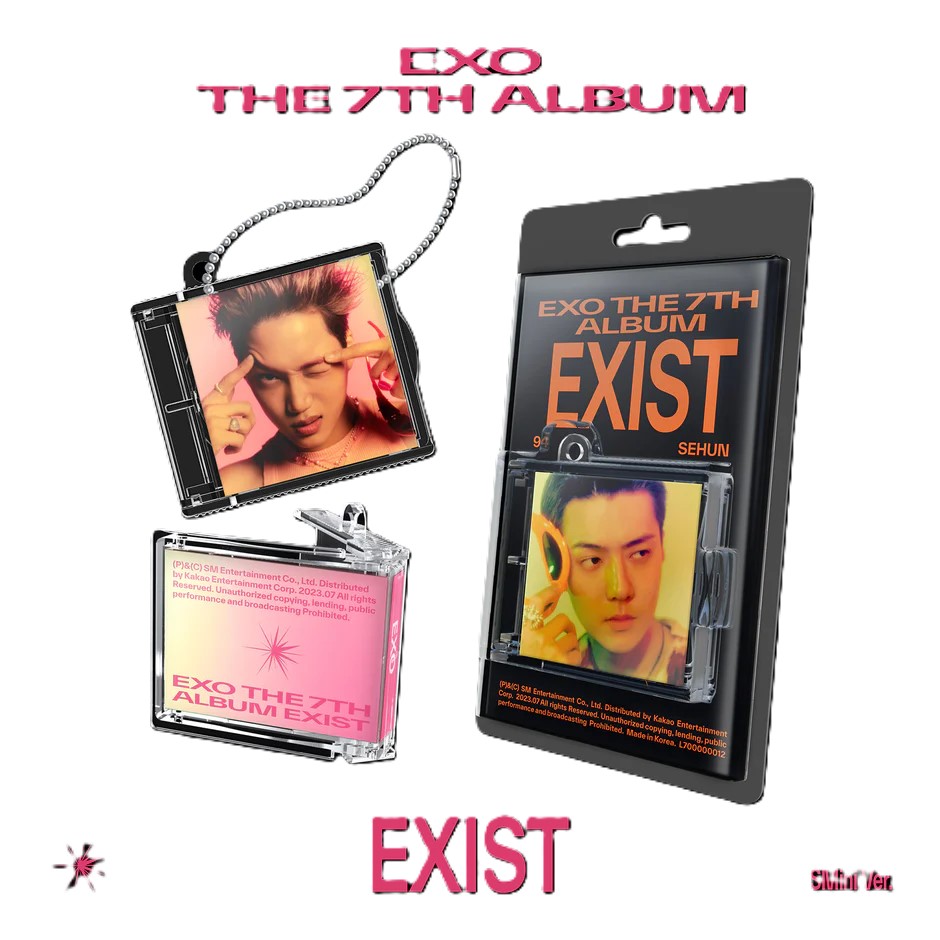 EXO
THE 7TH ALBUM
EXO THE 7TH
ALBUM
EXIST
SEHUN
(P)&(C) SM Entertainment Co., Ltd. Distributed
by Kakao Entertainment Corp. 2023.07 All rights
Reserved. Unauthorized copying, lending, public
performance and broadcasting Prohibited.
EXO
EXO THE 7TH
ALBUM EXIST
(P)&(C) SM Entertainment Co., Ltd. Distributed by Kakao Entertainment
Corp. 2023.07 All rights Reserved. Unauthorized copying, lending, public
performance and broadcasting Prohibited. Made in Korea. L700000012
EXIST
Ver.